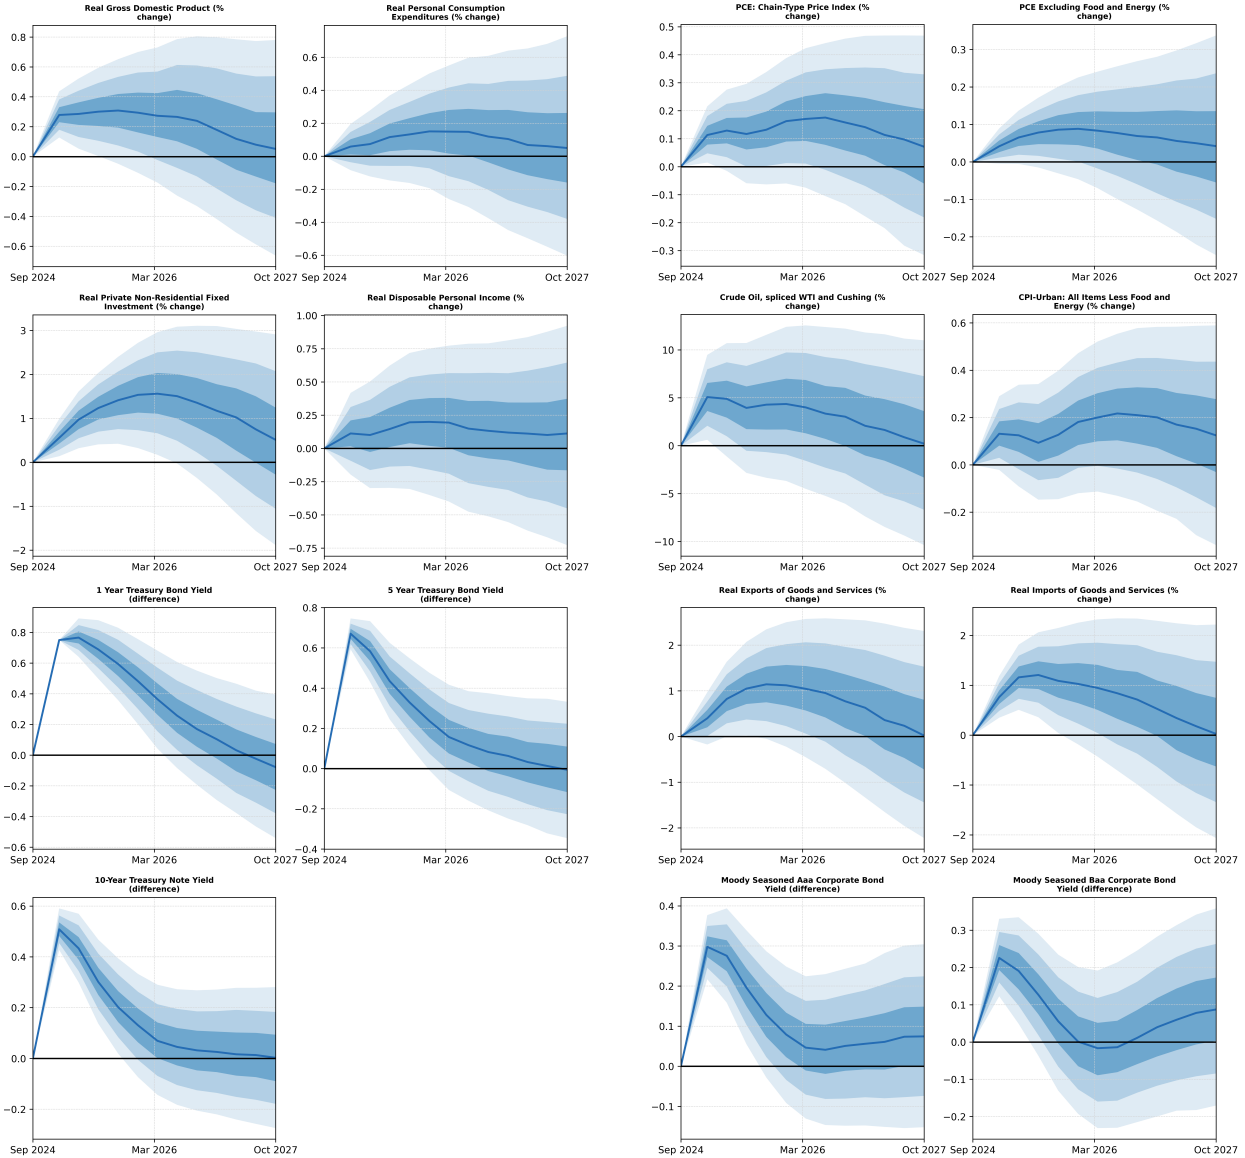 Real Gross Domestic Product (%
change)
0.8
0.6
0.4
0.2
0.0
−0.2
−0.4
−0.6
Sep 2024
Mar 2026
Oct 2027
Real Personal Consumption
Expenditures (% change)
0.6
0.4
0.2
0.0
−0.2
−0.4
−0.6
Sep 2024
Mar 2026
Oct 2027
PCE: Chain-Type Price Index (%
change)
0.5
0.4
0.3
0.2
0.1
0.0
−0.1
−0.2
−0.3
Sep 2024
Mar 2026
Oct 2027
PCE Excluding Food and Energy (%
change)
0.3
0.2
0.1
0.0
−0.1
−0.2
Sep 2024
Mar 2026
Oct 2027
Real Private Non-Residential Fixed
Investment (% change)
3
2
1
0
−1
−2
Sep 2024
Mar 2026
Oct 2027
Real Disposable Personal Income (%
change)
1.00
0.75
0.50
0.25
0.00
−0.25
−0.50
−0.75
Sep 2024
Mar 2026
Oct 2027
Crude Oil, spliced WTI and Cushing (%
change)
10
5
0
−5
−10
Sep 2024
Mar 2026
Oct 2027
CPI-Urban: All Items Less Food and
Energy (% change)
0.6
0.4
0.2
0.0
−0.2
Sep 2024
Mar 2026
Oct 2027
1 Year Treasury Bond Yield
(difference)
0.8
0.6
0.4
0.2
0.0
−0.2
−0.4
−0.6
Sep 2024
Mar 2026
Oct 2027
5 Year Treasury Bond Yield
(difference)
0.8
0.6
0.4
0.2
0.0
−0.2
−0.4
Sep 2024
Mar 2026
Oct 2027
Real Exports of Goods and Services (%
change)
2
1
0
−1
−2
Sep 2024
Mar 2026
Oct 2027
Real Imports of Goods and Services (%
change)
2
1
0
−1
−2
Sep 2024
Mar 2026
Oct 2027
10-Year Treasury Note Yield
(difference)
0.6
0.4
0.2
0.0
−0.2
Sep 2024
Mar 2026
Oct 2027
Moody Seasoned Aaa Corporate Bond
Yield (difference)
0.4
0.3
0.2
0.1
0.0
−0.1
Sep 2024
Mar 2026
Oct 2027
Moody Seasoned Baa Corporate Bond
Yield (difference)
0.3
0.2
0.1
0.0
−0.1
−0.2
Sep 2024
Mar 2026
Oct 2027